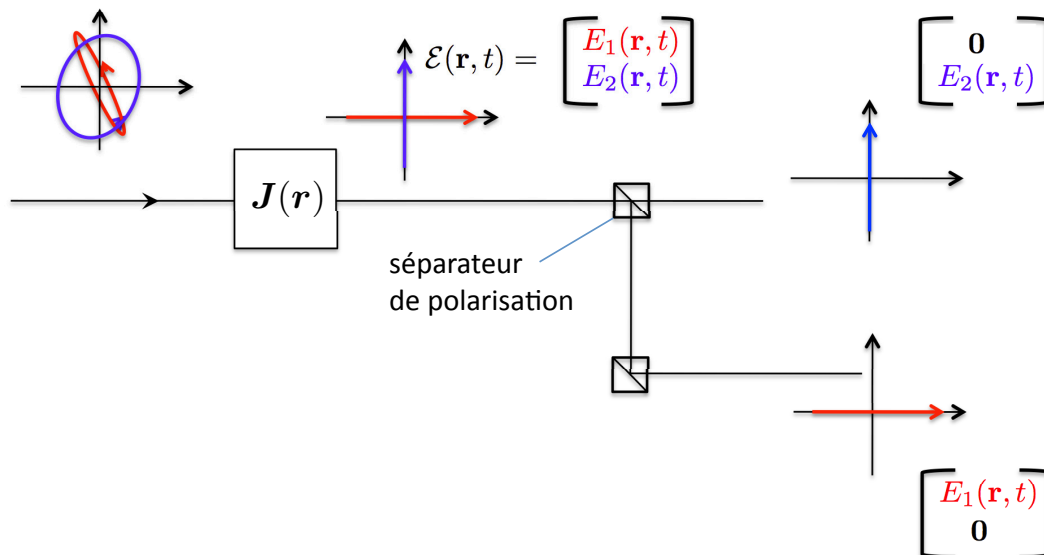 ℰ(r, t) =
E₁(r, t)
E₂(r, t)
0
E₂(r, t)
J(r)
séparateur
de polarisation
E₁(r, t)
0